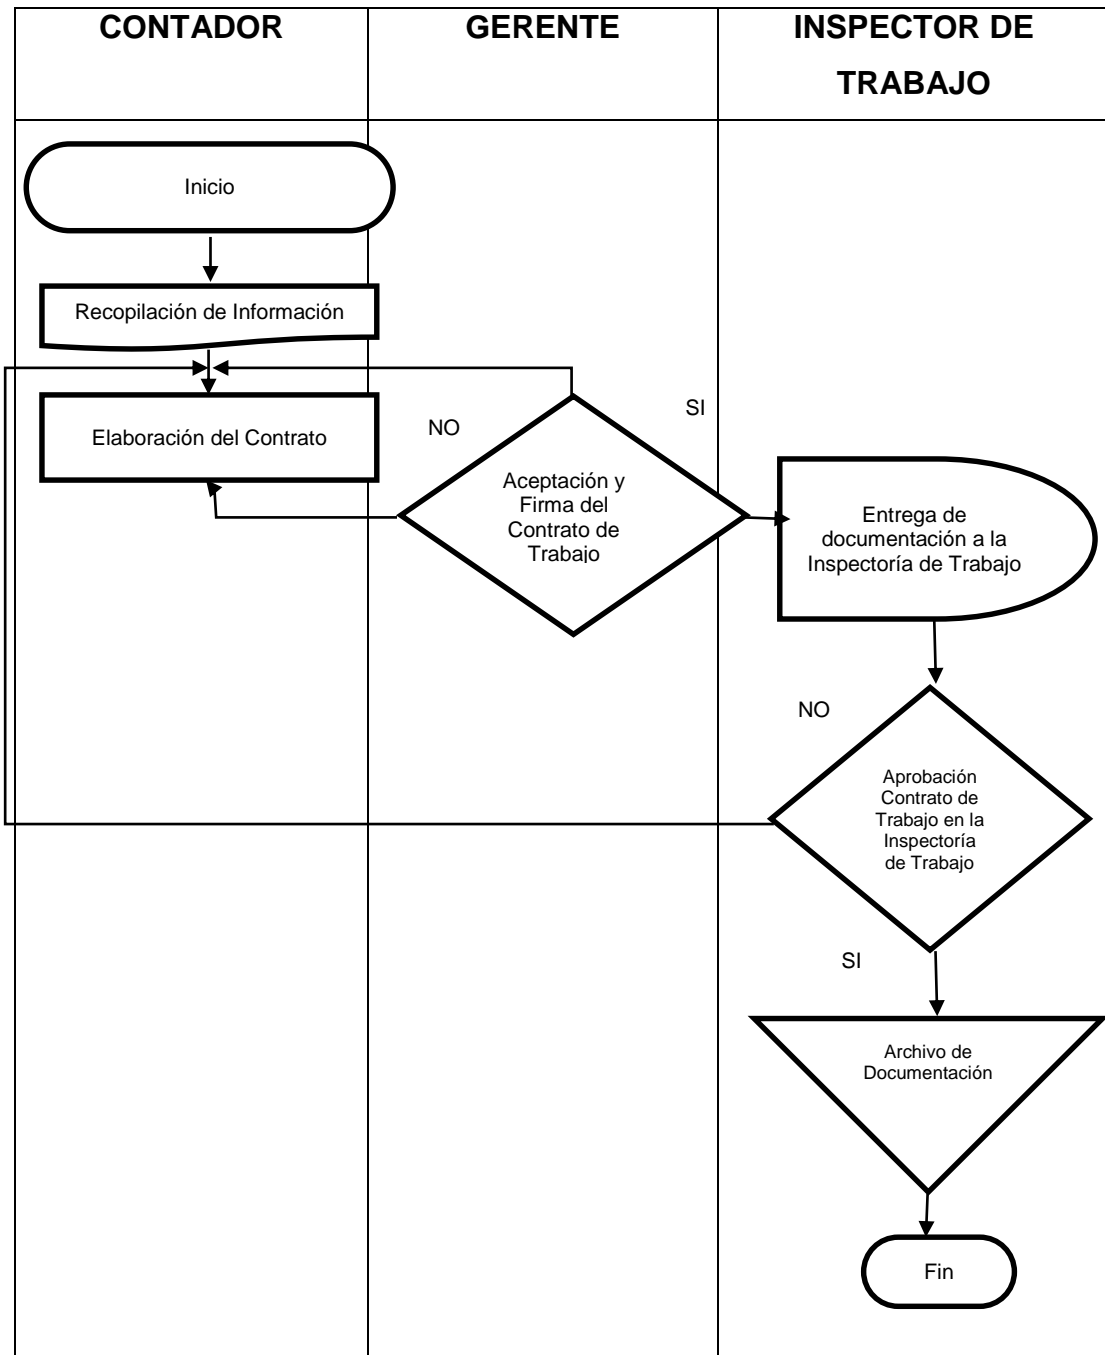 CONTADOR
GERENTE
INSPECTOR DE
TRABAJO
Inicio
Recopilación de Información
Elaboración del Contrato
NO
SI
Aceptación y
Firma del
Contrato de
Trabajo
Entrega de
documentación a la
Inspectoría de Trabajo
NO
Aprobación
Contrato de
Trabajo en la
Inspectoría
de Trabajo
SI
Archivo de
Documentación
Fin